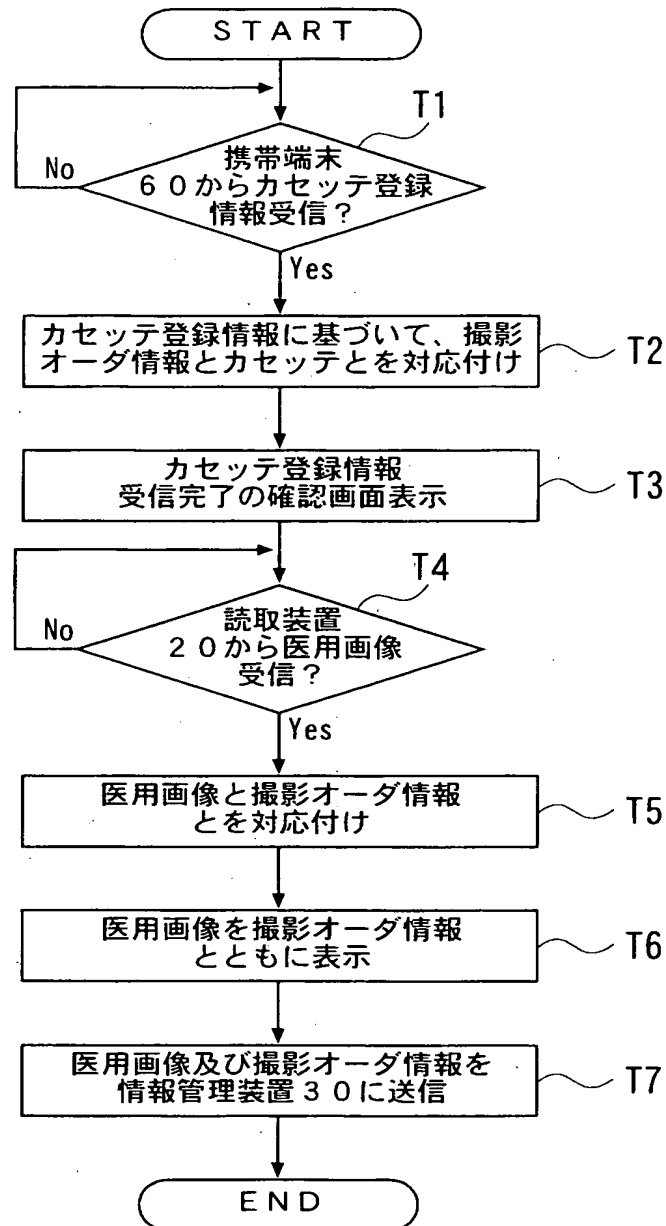 START
T1
携帯端末
60からカセッテ登録
情報受信？
No
Yes
カセッテ登録情報に基づいて、撮影
オーダ情報とカセッテとを対応付け
T2
カセッテ登録情報
受信完了の確認画面表示
T3
T4
読取装置
20から医用画像
受信？
No
Yes
医用画像と撮影オーダ情報
とを対応付け
T5
医用画像を撮影オーダ情報
とともに表示
T6
医用画像及び撮影オーダ情報を
情報管理装置30に送信
T7
END